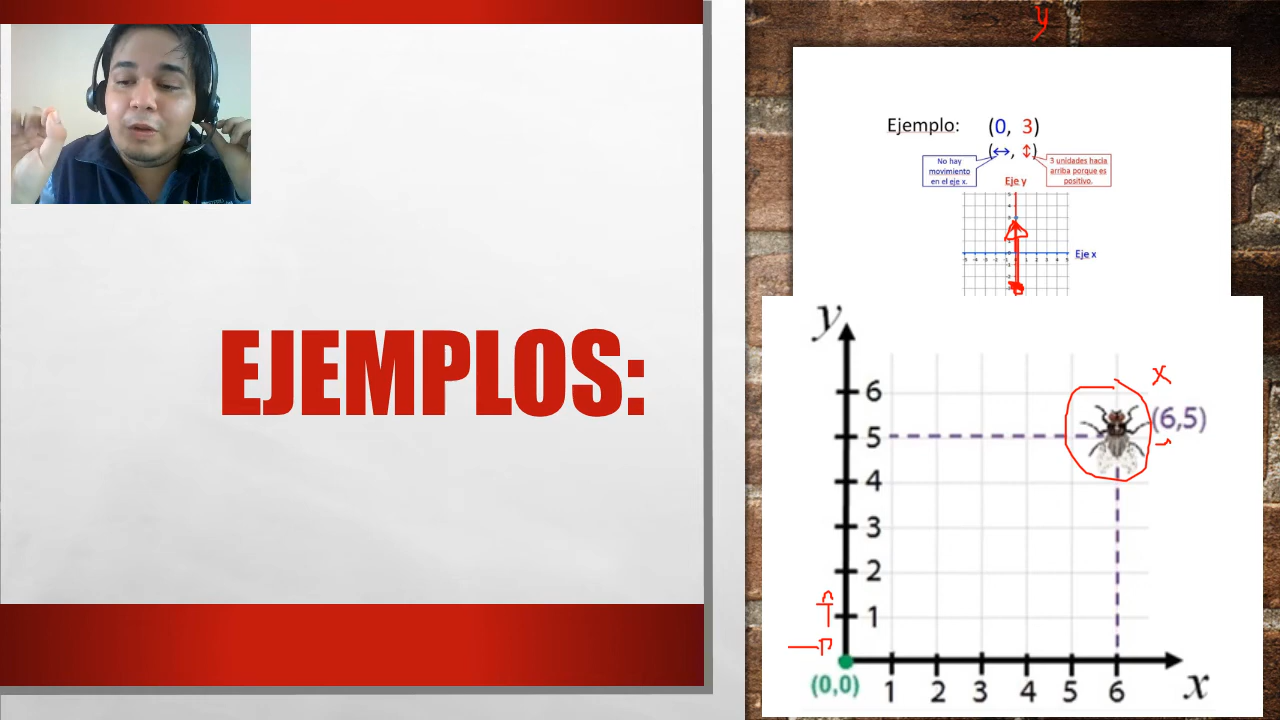 EJEMPLOS:
y
Ejemplo: (0, 3)
(↔, ↕)
No hay
movimiento
en el eje x.
3 unidades hacia
arriba porque es
positivo.
Eje y
Eje x
y
6
5
4
3
2
1
x
(6,5)
(0,0)
1 2 3 4 5 6
x